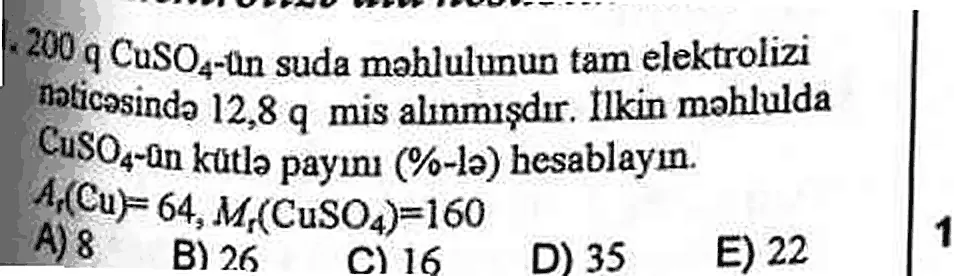 200 q CuSO₄-ün suda məhlulunun tam elektrolizi
nəticəsində 12,8 q mis alınmışdır. İlkin məhlulda
CuSO₄-ün kütlə payını (%-lə) hesablayın.
Aᵣ(Cu)= 64, Mᵣ(CuSO₄)=160
A) 8 B) 26 C) 16 D) 35 E) 22
1